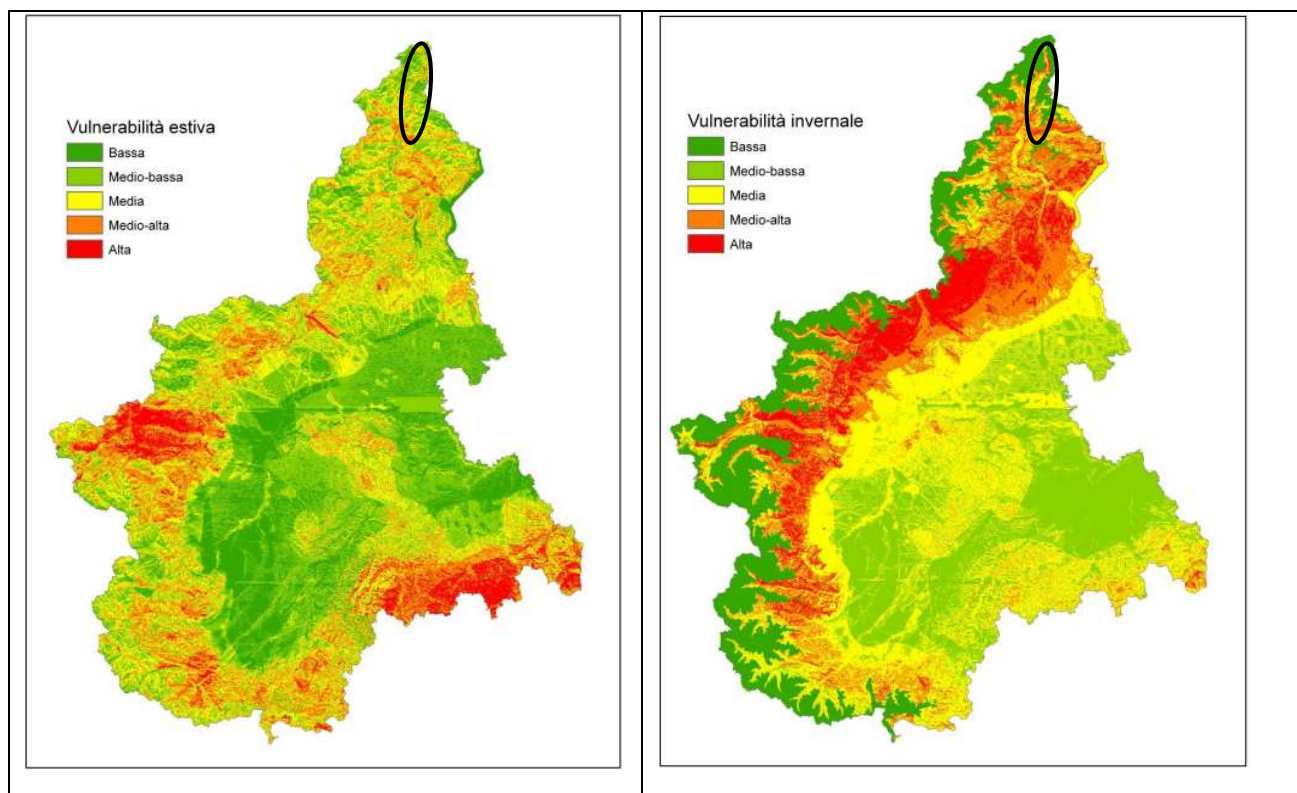 Vulnerabilità estiva
Bassa
Medio-bassa
Media
Medio-alta
Alta
Vulnerabilità invernale
Bassa
Medio-bassa
Media
Medio-alta
Alta